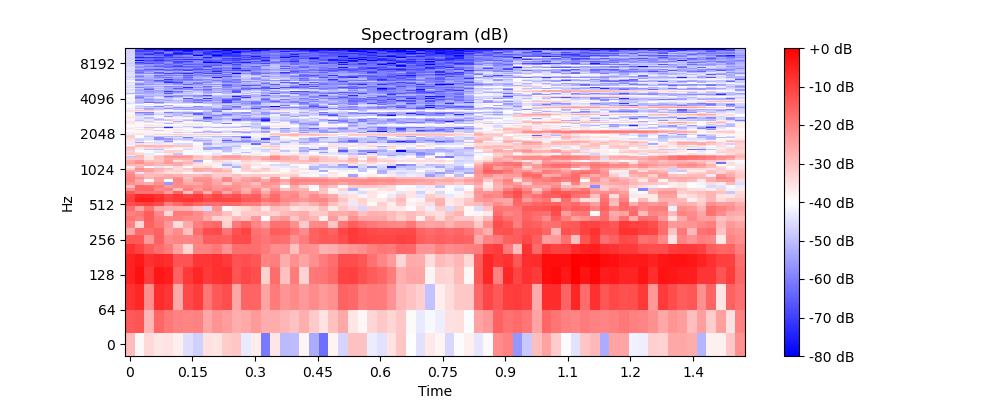 Spectrogram (dB)
Hz
8192
4096
2048
1024
512
256
128
64
0
0 0.15 0.3 0.45 0.6 0.75 0.9 1.1 1.2 1.4
Time
+0 dB
-10 dB
-20 dB
-30 dB
-40 dB
-50 dB
-60 dB
-70 dB
-80 dB